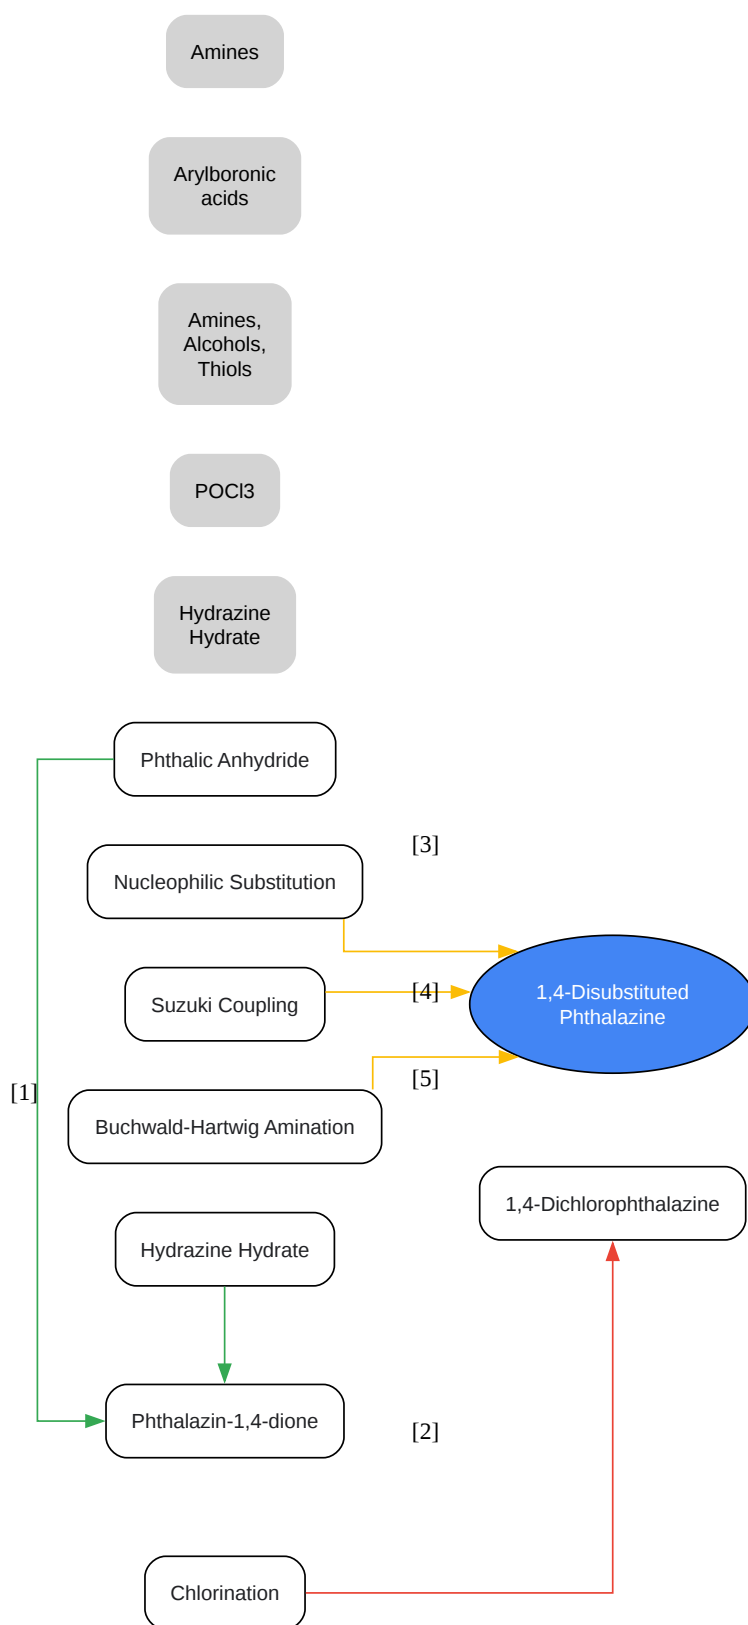 Amines
Arylboronic
acids
Amines,
Alcohols,
Thiols
POCl3
Hydrazine
Hydrate
Phthalic Anhydride
[3]
Nucleophilic Substitution
Suzuki Coupling
[4]
1,4-Disubstituted
Phthalazine
[5]
[1]
Buchwald-Hartwig Amination
1,4-Dichlorophthalazine
Hydrazine Hydrate
Phthalazin-1,4-dione
[2]
Chlorination